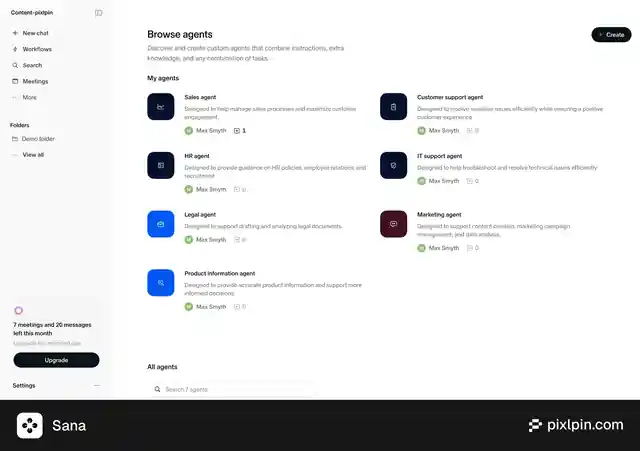 Content-pixlpin
New chat
Workflows
Search
Meetings
More
Folders
Demo folder
View all
7 meetings and 26 messages
left this month
Upgrade
Settings
Browse agents
Create
Discover and create custom agents that combine instructions, extra
knowledge, and any combination of tasks.
My agents
Sales agent
Designed to help manage sales processes and maximize customer
engagement.
Max Smyth 1
Customer support agent
Designed to resolve customer issues efficiently while ensuring a positive
customer experience
Max Smyth 0
HR agent
Designed to provide guidance on HR policies, employee relations, and
recruitment
Max Smyth 0
IT support agent
Designed to help troubleshoot and resolve technical issues efficiently
Max Smyth 0
Legal agent
Designed to support drafting and analyzing legal documents.
Max Smyth 0
Marketing agent
Designed to support content creation, marketing campaign
management, and data analysis.
Max Smyth 0
Product information agent
Designed to provide accurate product information and support more
informed decisions
Max Smyth 0
All agents
Search 7 agents
Sana
pixlpin.com